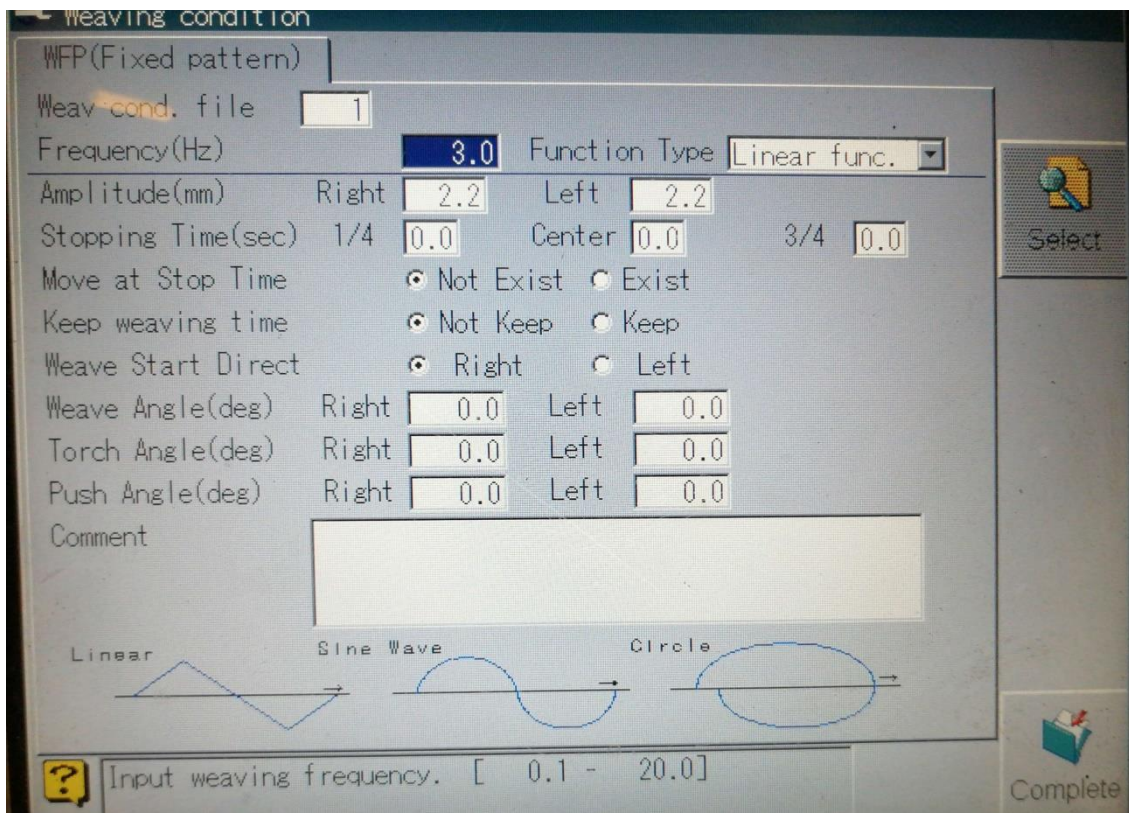 Weaving condition
WFP(Fixed pattern)
Weav cond. file 1
Frequency(Hz) 3.0 Function Type Linear func.
Amplitude(mm) Right 2.2 Left 2.2
Stopping Time(sec) 1/4 0.0 Center 0.0 3/4 0.0
Select
Move at Stop Time Not Exist Exist
Keep weaving time Not Keep Keep
Weave Start Direct Right Left
Weave Angle(deg) Right 0.0 Left 0.0
Torch Angle(deg) Right 0.0 Left 0.0
Push Angle(deg) Right 0.0 Left 0.0
Comment
Linear Sine Wave Circle
Input weaving frequency. [ 0.1 - 20.0]
Complete